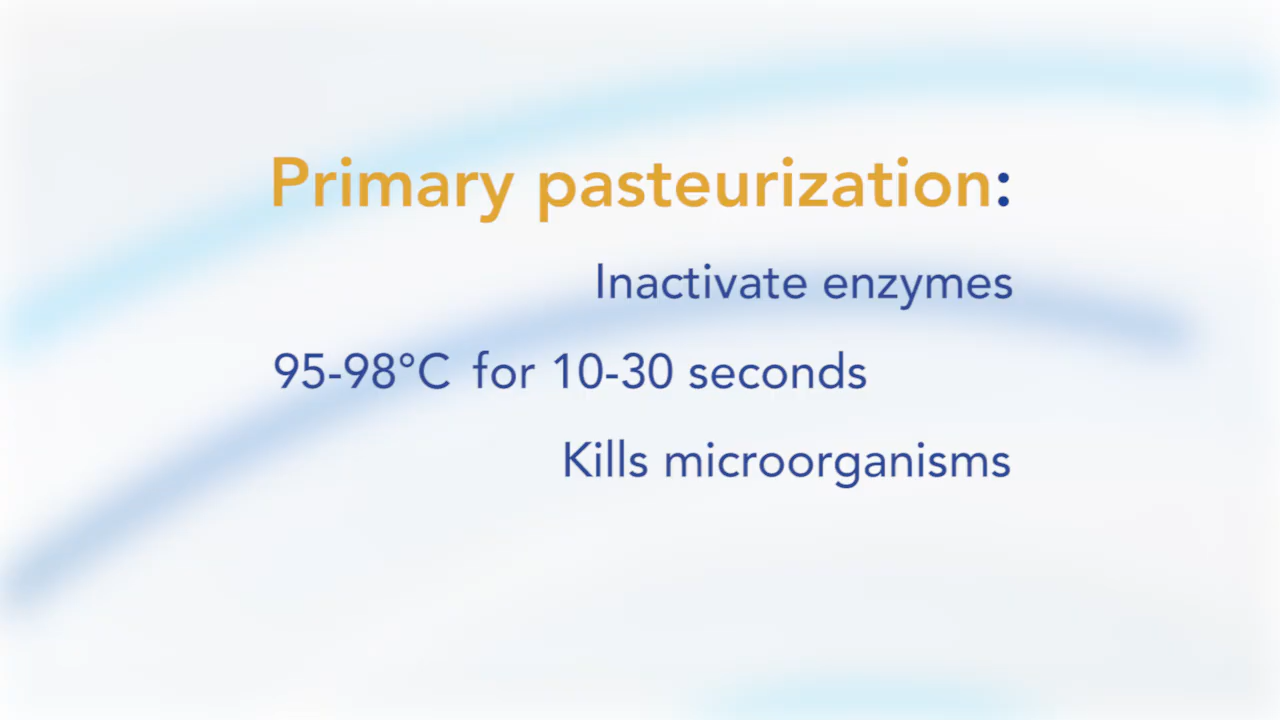 Primary pasteurization:
Inactivate enzymes
95-98°C for 10-30 seconds
Kills microorganisms